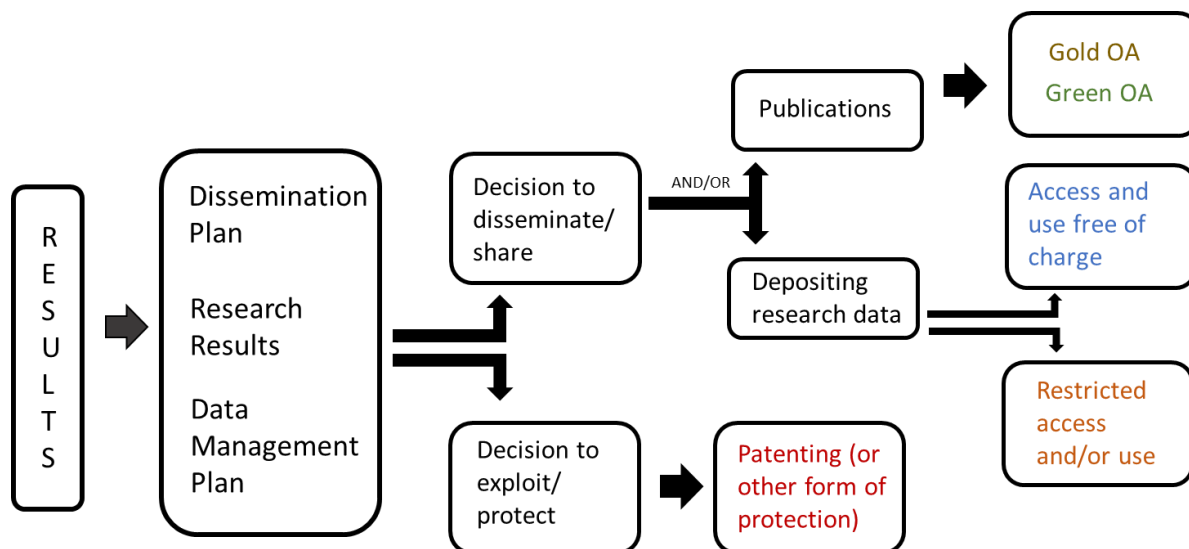 RESULTS
Dissemination
Plan
Research
Results
Data
Management
Plan
Decision to
disseminate/
share
AND/OR
Publications
Gold OA
Green OA
Depositing
research data
Access and
use free of
charge
Restricted
access
and/or use
Decision to
exploit/
protect
Patenting (or
other form of
protection)